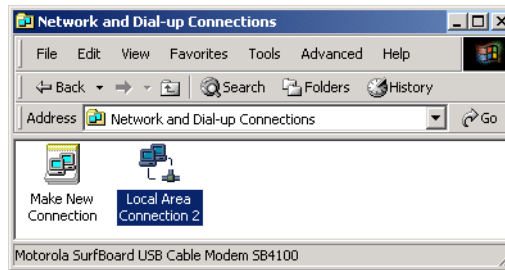 Network and Dial-up Connections
File Edit View Favorites Tools Advanced Help
Back Search Folders History
Address Network and Dial-up Connections Go
Make New Connection
Local Area Connection 2
Motorola SurfBoard USB Cable Modem SB4100